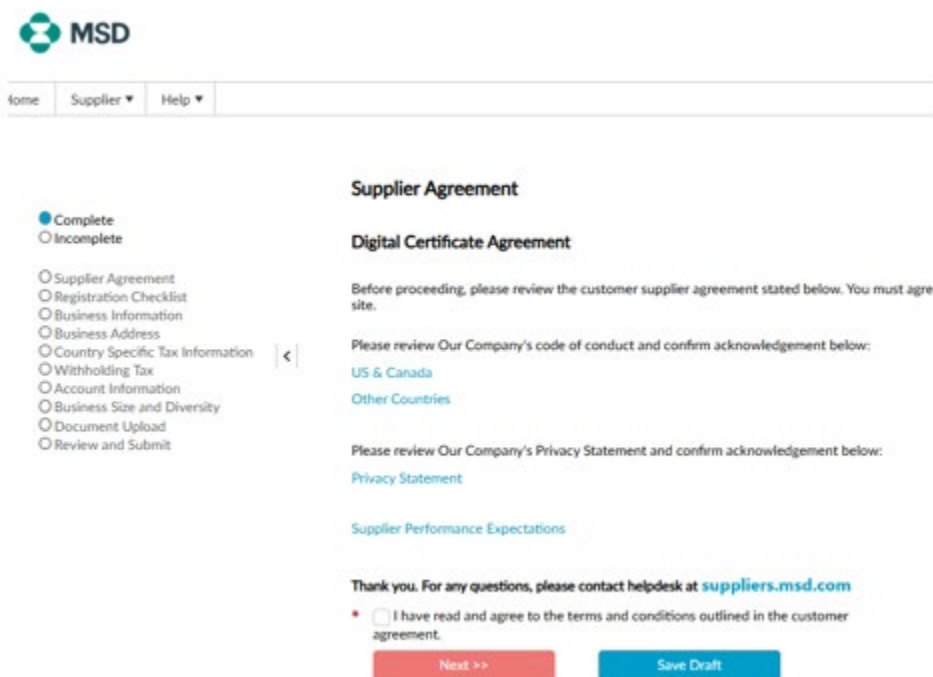 MSD
Home
Supplier ▼
Help ▼
Complete
Incomplete
Supplier Agreement
Registration Checklist
Business Information
Business Address
Country Specific Tax Information
Withholding Tax
Account Information
Business Size and Diversity
Document Upload
Review and Submit
<
Supplier Agreement
Digital Certificate Agreement
Before proceeding, please review the customer supplier agreement stated below. You must agre
site.
Please review Our Company's code of conduct and confirm acknowledgement below:
US & Canada
Other Countries
Please review Our Company's Privacy Statement and confirm acknowledgement below:
Privacy Statement
Supplier Performance Expectations
Thank you. For any questions, please contact helpdesk at suppliers.msd.com
* I have read and agree to the terms and conditions outlined in the customer
agreement.
Next >>
Save Draft